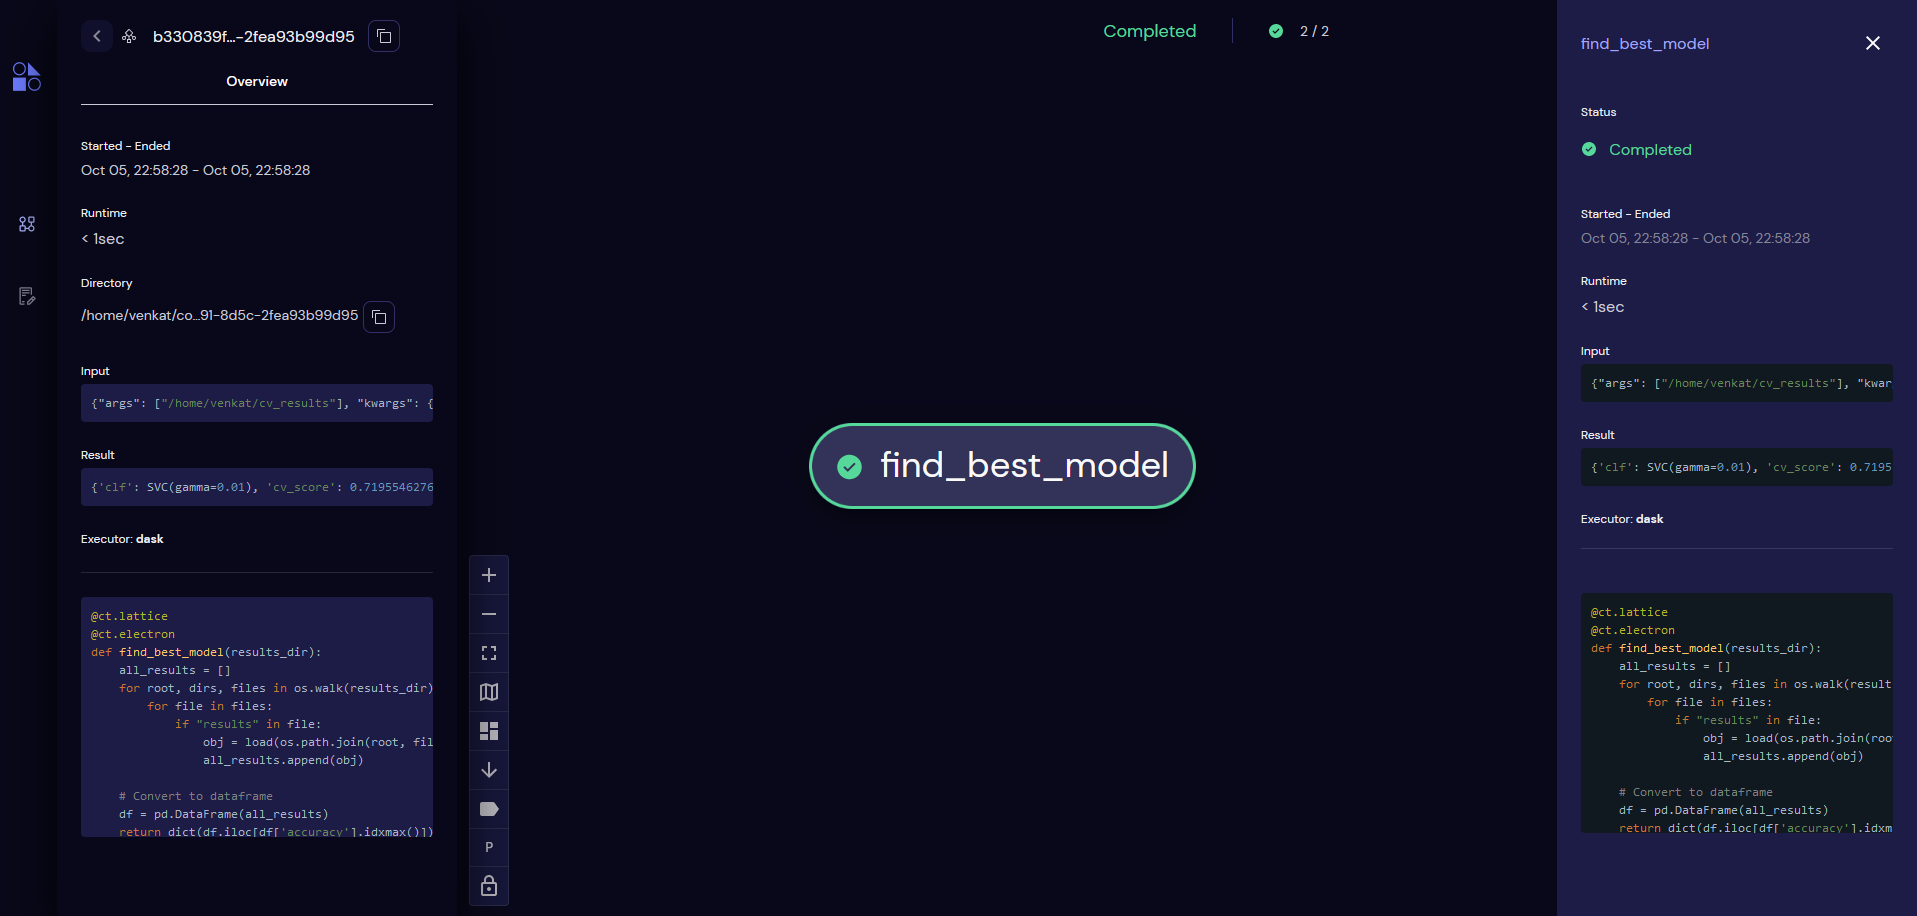 b330839f...-2fea93b99d95
Overview
Started - Ended
Oct 05, 22:58:28 - Oct 05, 22:58:28
Runtime
< 1sec
Directory
/home/venkat/co...91-8d5c-2fea93b99d95
Input
{"args": ["/home/venkat/cv_results"], "kwargs": {
Result
{'clf': SVC(gamma=0.01), 'cv_score': 0.7195546276
Executor: dask
@ct.lattice
@ct.electron
def find_best_model(results_dir):
    all_results = []
    for root, dirs, files in os.walk(results_dir)
        for file in files:
            if "results" in file:
                obj = load(os.path.join(root, fil
                all_results.append(obj)
    # Convert to dataframe
    df = pd.DataFrame(all_results)
    return dict(df.iloc[df['accuracy'].idxmax()])
Completed
2 / 2
find_best_model
P
find_best_model
Status
Completed
Started - Ended
Oct 05, 22:58:28 - Oct 05, 22:58:28
Runtime
< 1sec
Input
{"args": ["/home/venkat/cv_results"], "kwar
Result
{'clf': SVC(gamma=0.01), 'cv_score': 0.7195
Executor: dask
@ct.lattice
@ct.electron
def find_best_model(results_dir):
    all_results = []
    for root, dirs, files in os.walk(result
        for file in files:
            if "results" in file:
                obj = load(os.path.join(roo
                all_results.append(obj)
    # Convert to dataframe
    df = pd.DataFrame(all_results)
    return dict(df.iloc[df['accuracy'].idxm